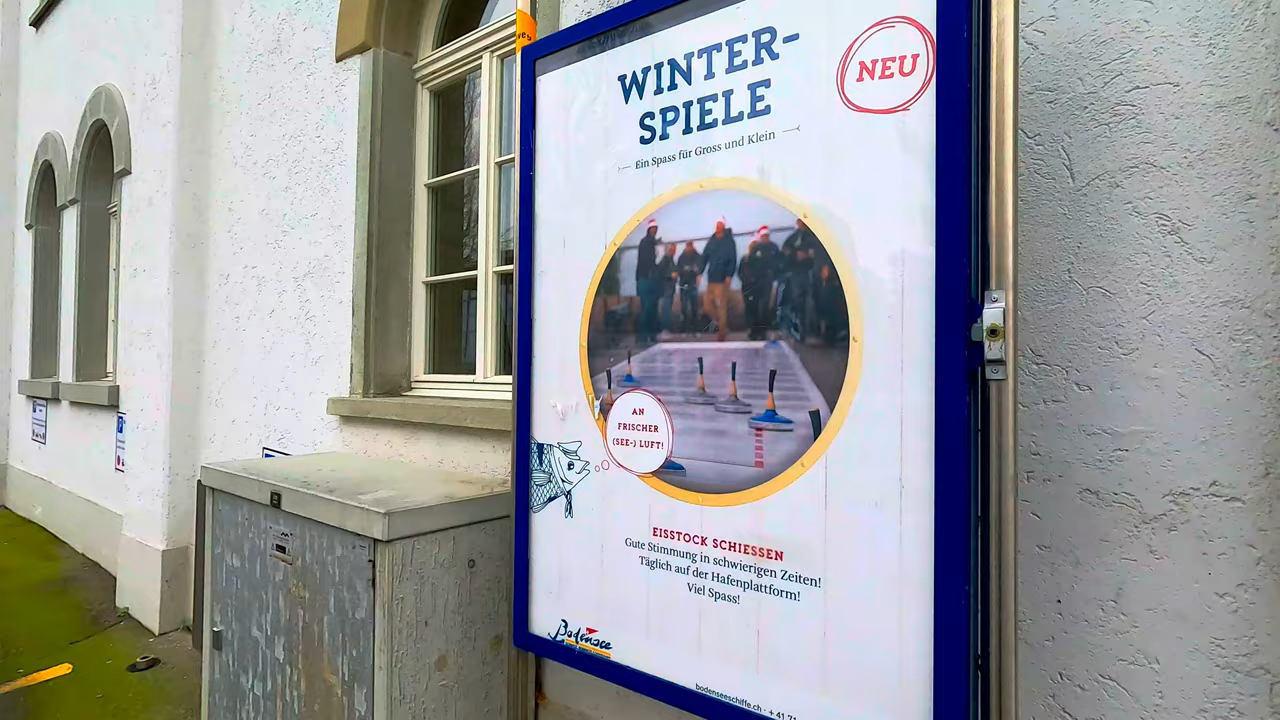 WINTER-
SPIELE
Ein Spass für Gross und Klein
NEU
AN
FRISCHER
(SEE-) LUFT!
EISSTOCK SCHIESSEN
Gute Stimmung in schwierigen Zeiten!
Täglich auf der Hafenplattform!
Viel Spass!
Bodensee
bodenseeschiffe.ch · +41 71